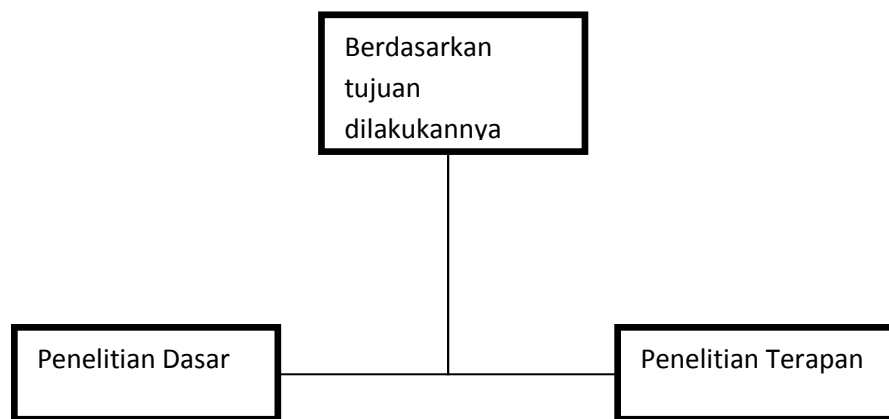 Berdasarkan
tujuan
dilakukannya
Penelitian Dasar
Penelitian Terapan